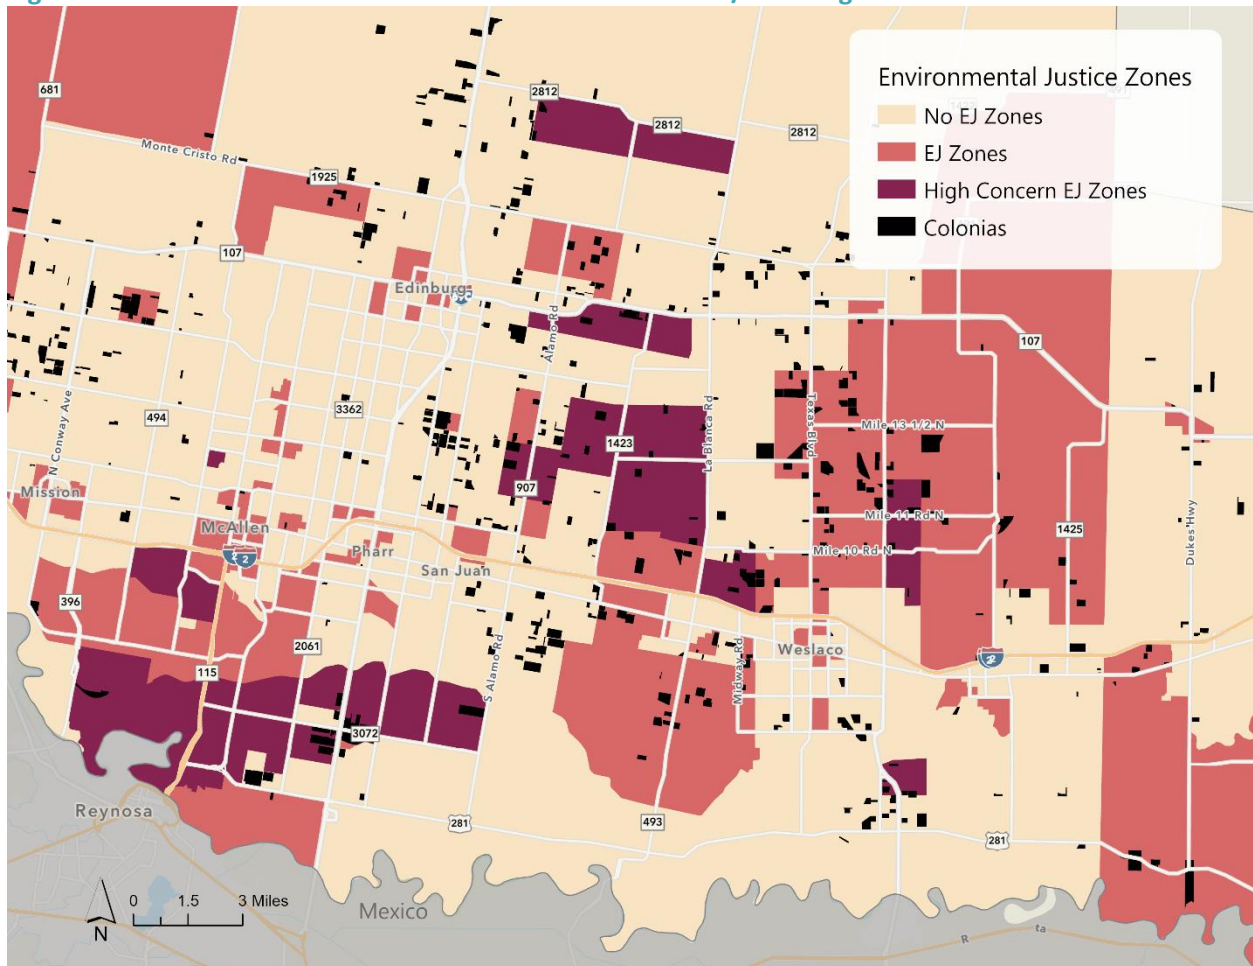 Environmental Justice Zones
No EJ Zones
EJ Zones
High Concern EJ Zones
Colonias
681
2812
2812
2812
Monte Cristo Rd
1925
107
Edinburg
Alamo Rd
107
N Conway Ave
494
3362
1423
La Blanca Rd
Texas Blvd
Mile 13 1/2 N
907
Mission
McAllen
Mile 11 Rd N
1425
Dukes Hwy
Pharr
Mile 10 Rd N
2
2
San Juan
396
2061
S Alamo Rd
Midway Rd
Weslaco
2
115
3072
Reynosa
281
493
281
0 1.5 3 Miles
N
Mexico
R
ta